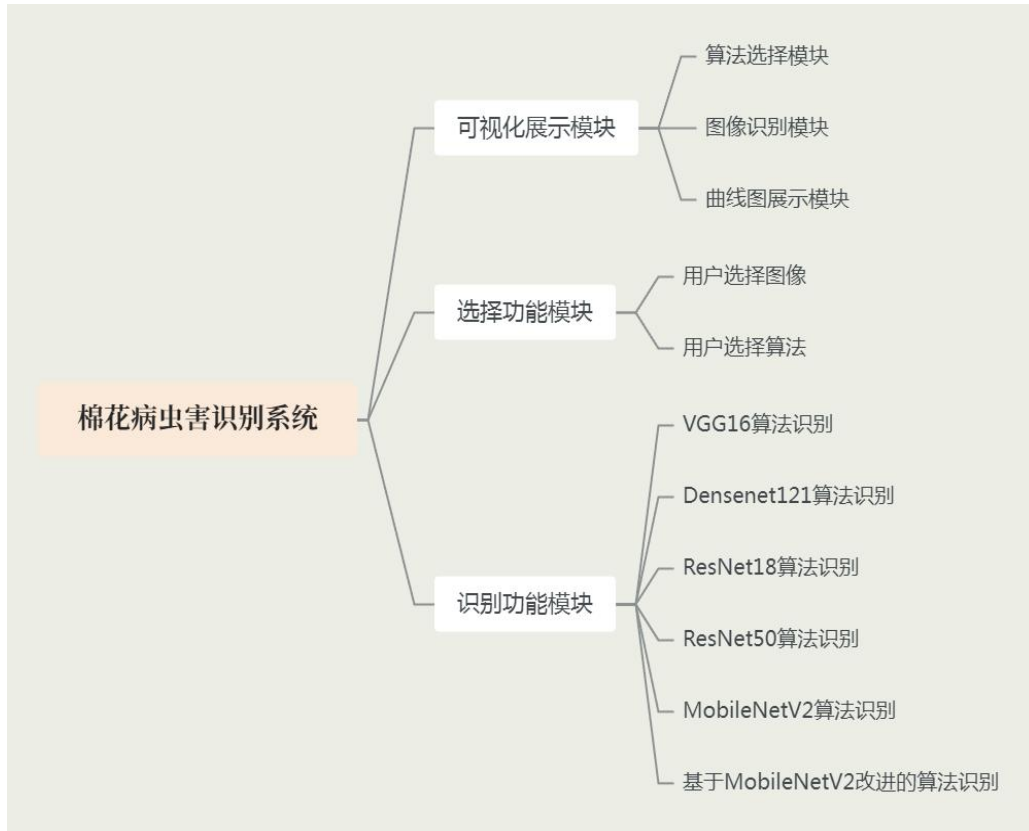 棉花病虫害识别系统
可视化展示模块
算法选择模块
图像识别模块
曲线图展示模块
选择功能模块
用户选择图像
用户选择算法
识别功能模块
VGG16算法识别
Densenet121算法识别
ResNet18算法识别
ResNet50算法识别
MobileNetV2算法识别
基于MobileNetV2改进的算法识别